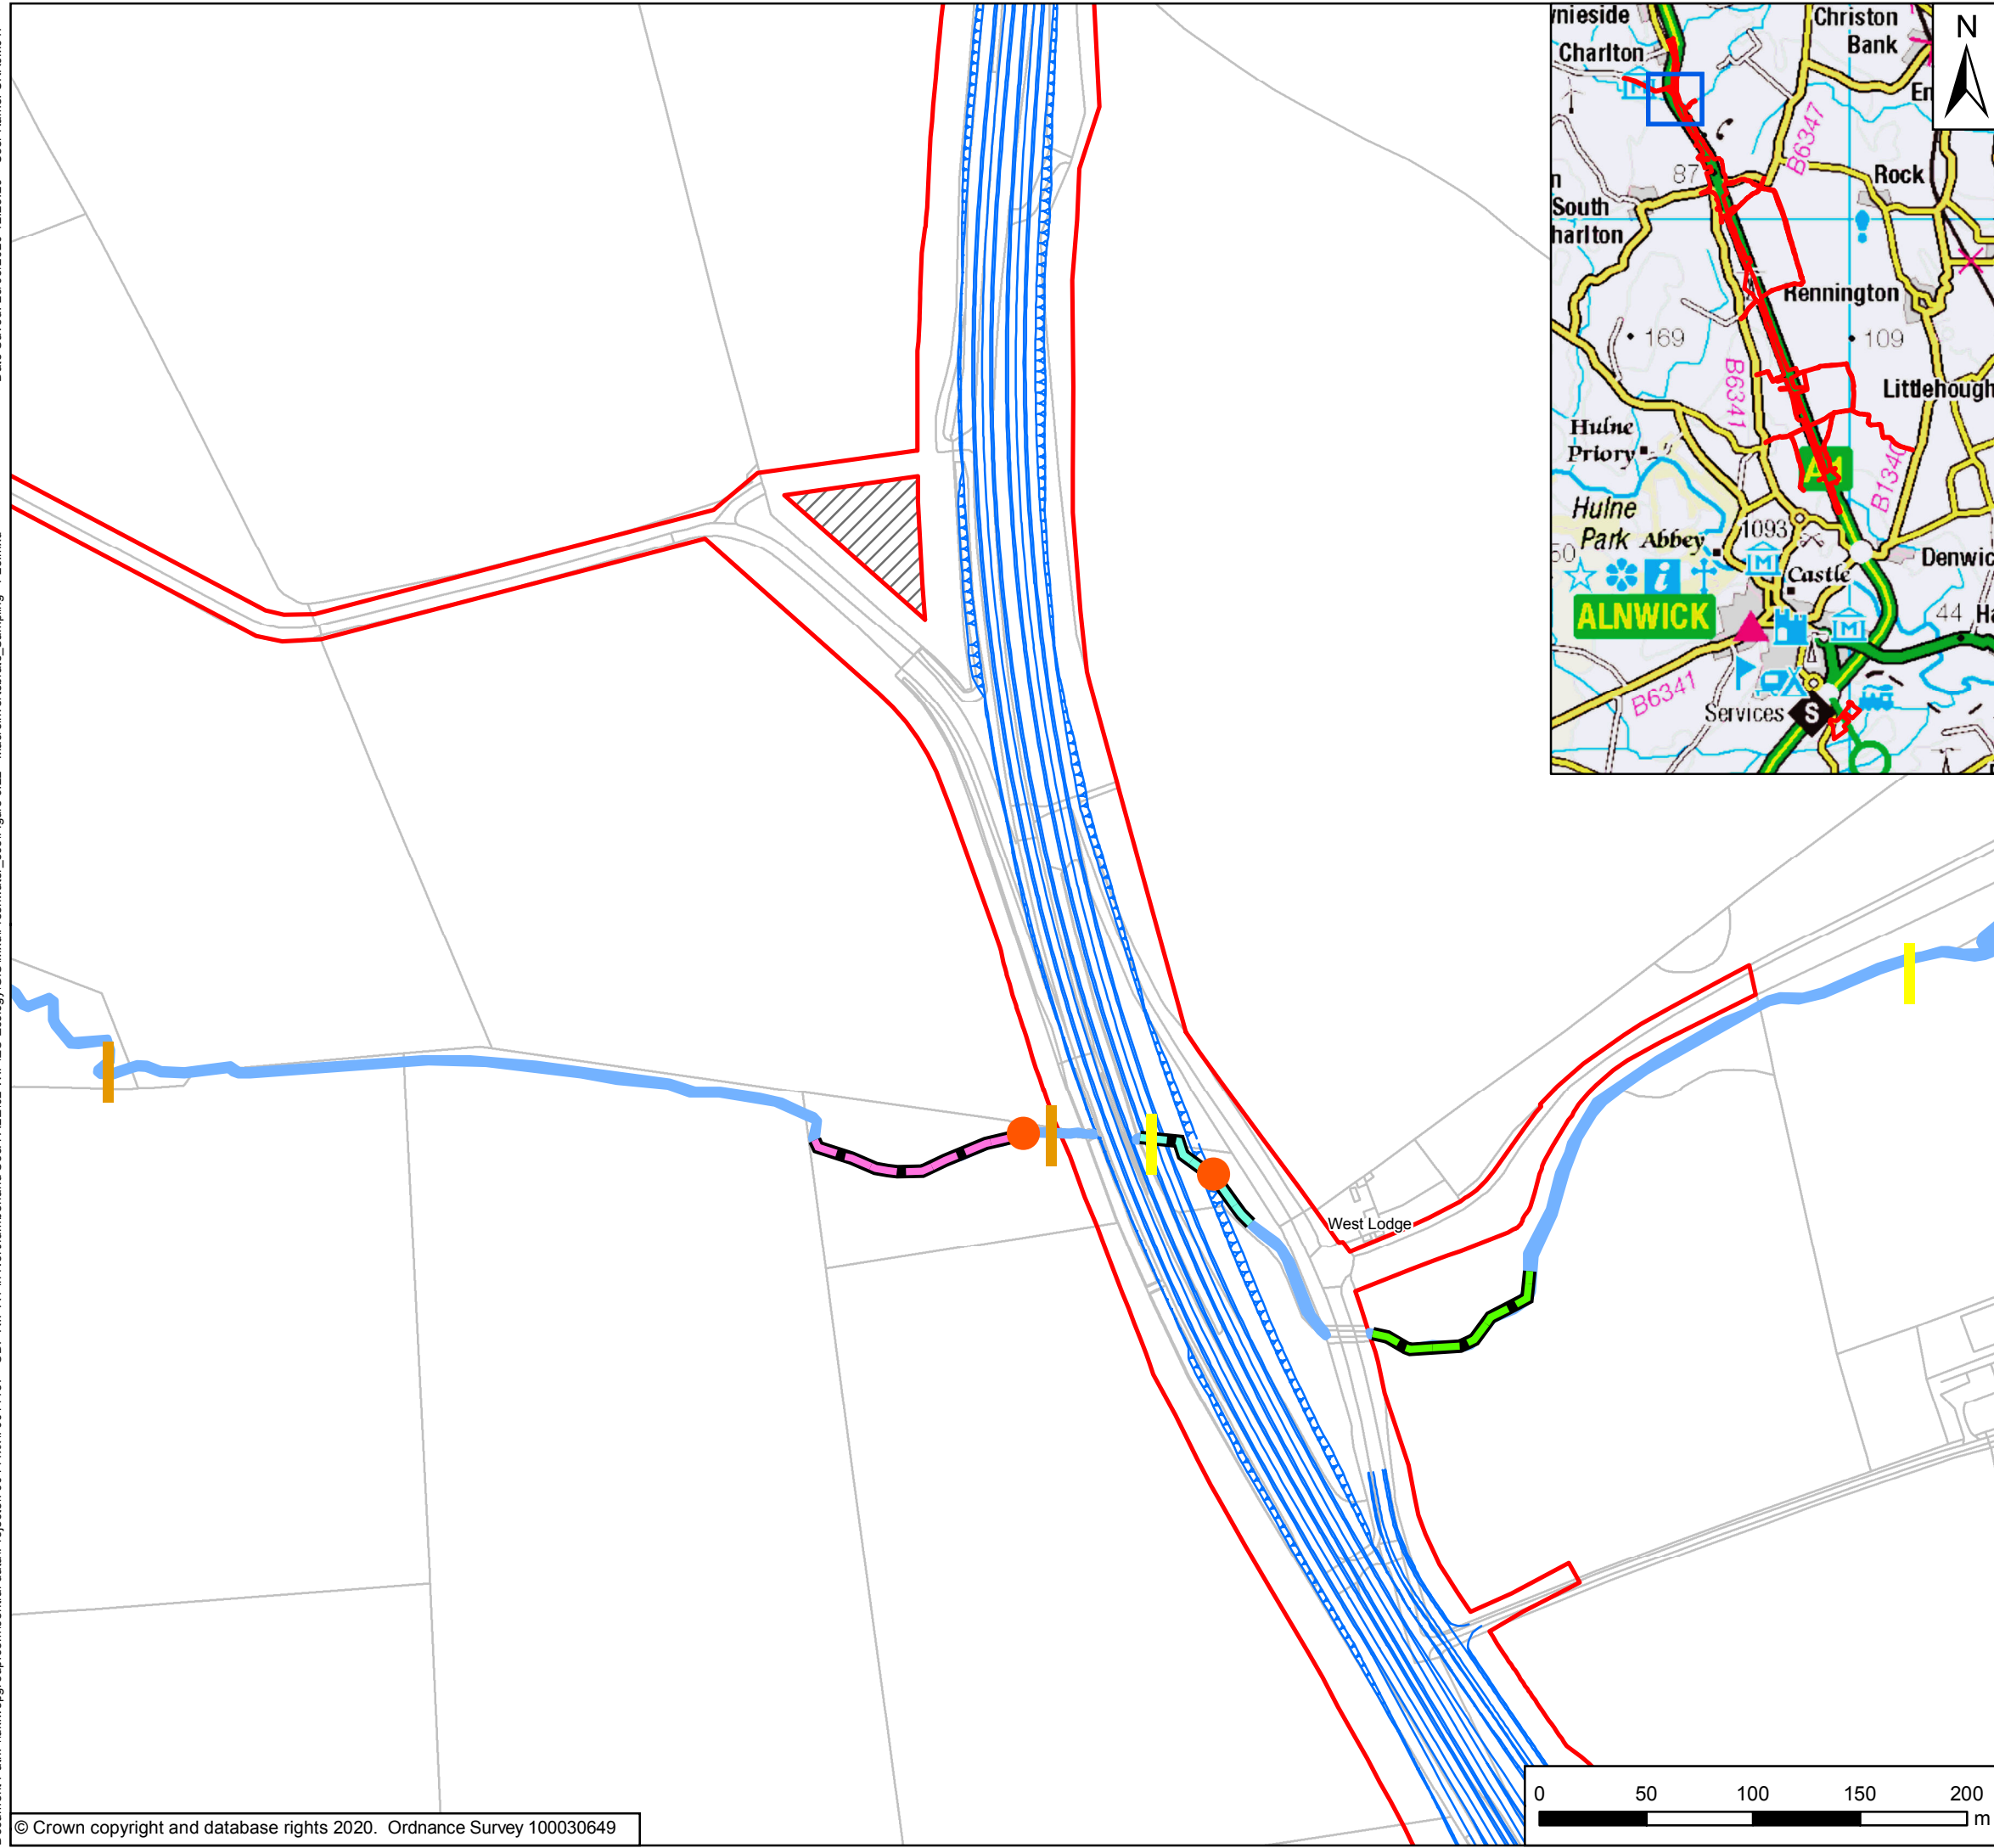 nieside
Christon
Bank
N
Charlton
En
B6347
87
Rock
n
South
harlton
Rennington
169
109
B6341
Littlehough
Hulne
Priory
A1
B1340
Hulne
Park
Abbey
1093
50
Denwic
i
M
Castle
ALNWICK
M
44
Ha
B6341
Services
S
West Lodge
0 50 100 150 200
m
© Crown copyright and database rights 2020. Ordnance Survey 100030649